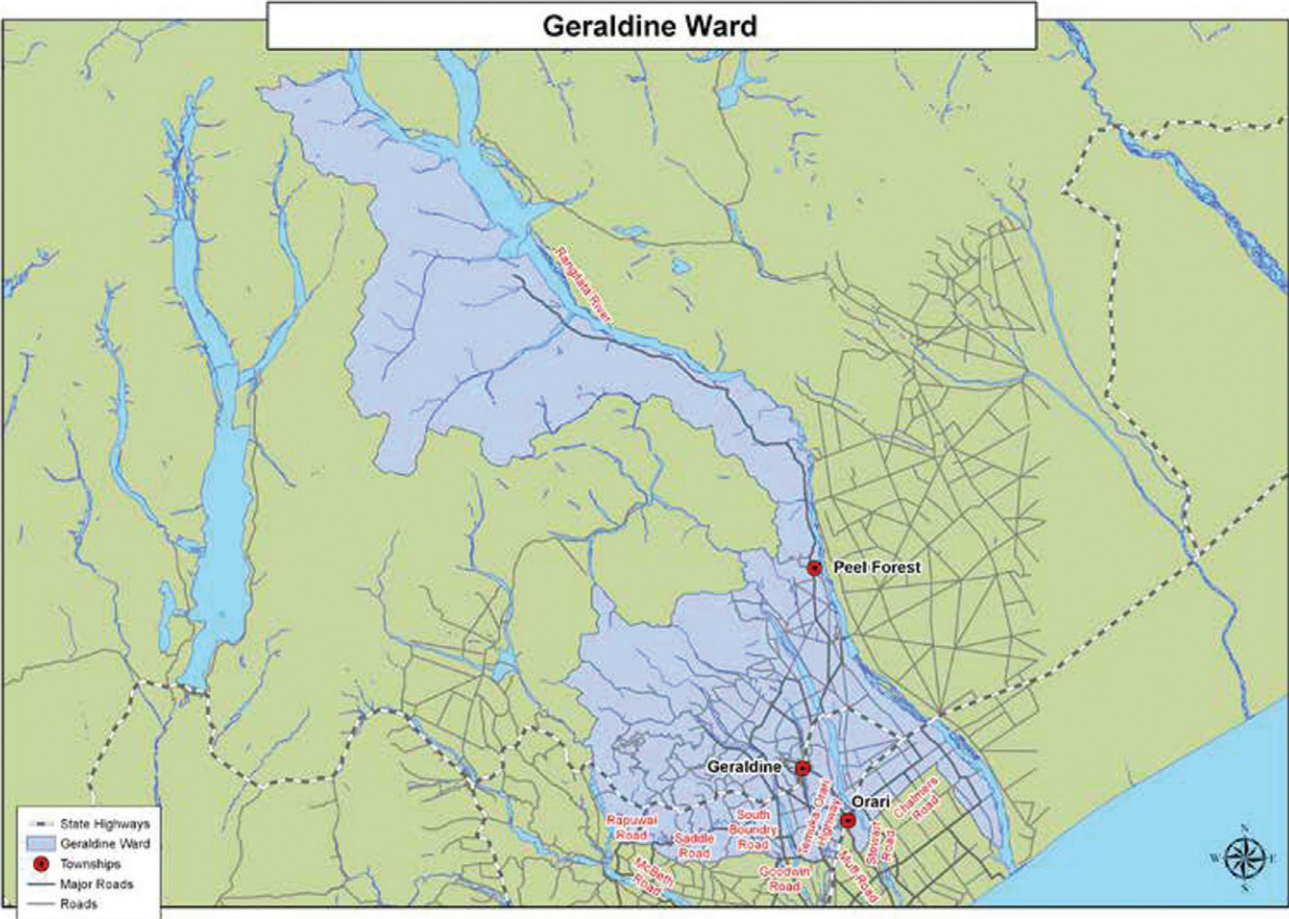 Geraldine Ward
Rangitata River
Peel Forest
Geraldine
Orari
Chalmers
Road
Temuka Orari
Highway
Stewart
Road
Rapuwai
Road
South
Boundry
Road
Saddle
Road
McBeth
Road
Goodwin
Road
Muff Road
State Highways
Geraldine Ward
Townships
Major Roads
Roads
N
W
E
S